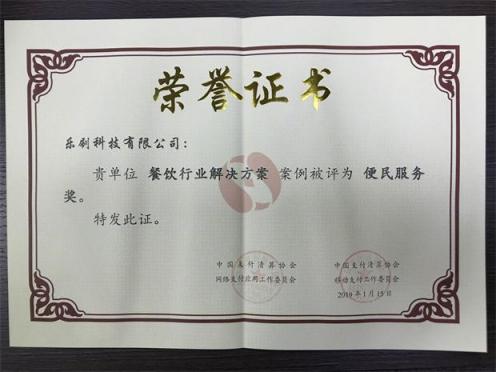 荣誉证书
乐刷科技有限公司：
贵单位 餐饮行业解决方案 案例被评为 便民服务
奖。
特发此证。
中国支付清算协会
网络支付应用工作委员会
中国支付清算协会
移动支付工作委员会
2019年1月15日